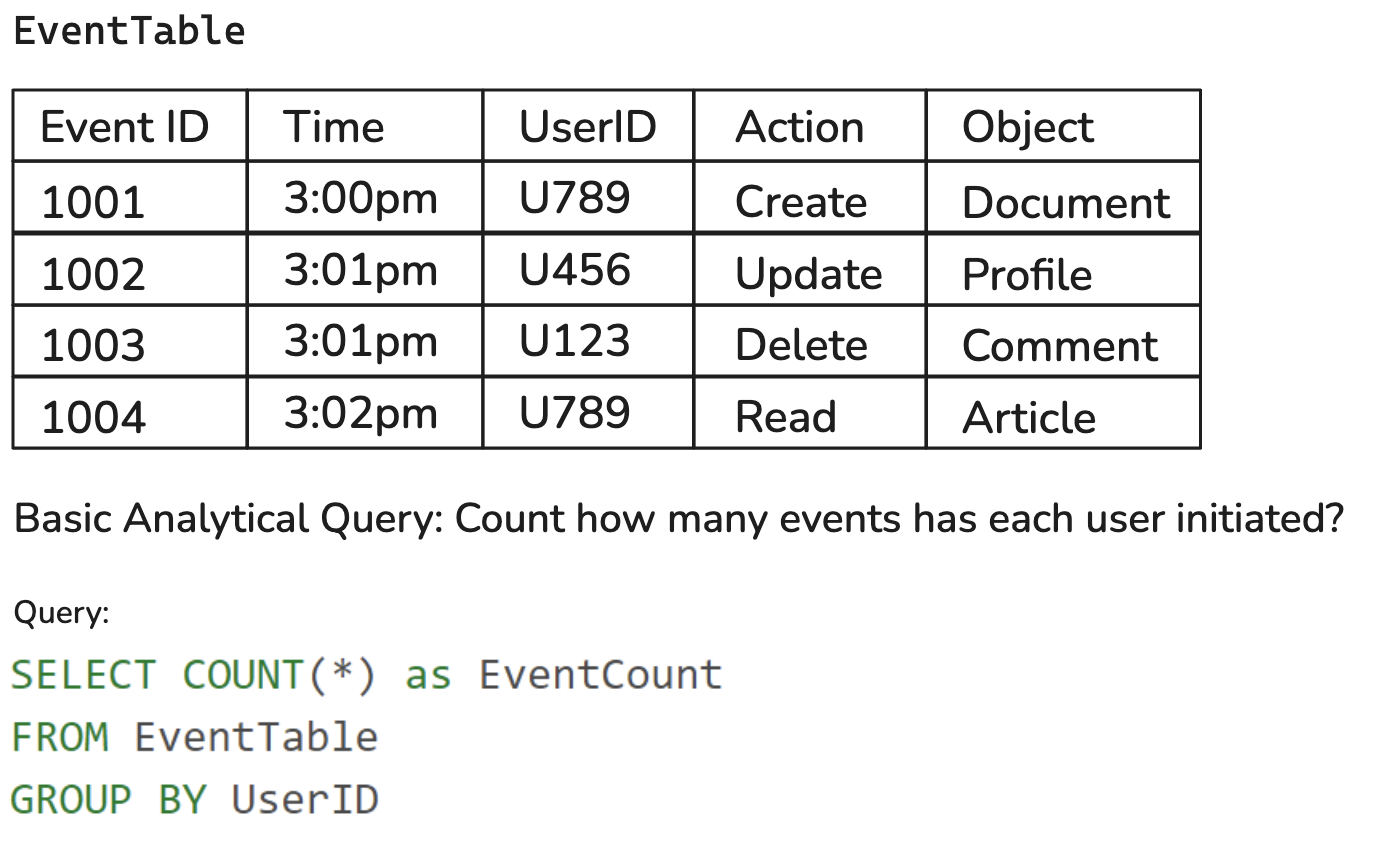 EventTable
Event ID Time UserID Action Object
1001 3:00pm U789 Create Document
1002 3:01pm U456 Update Profile
1003 3:01pm U123 Delete Comment
1004 3:02pm U789 Read Article
Basic Analytical Query: Count how many events has each user initiated?
Query:
SELECT COUNT(*) as EventCount
FROM EventTable
GROUP BY UserID